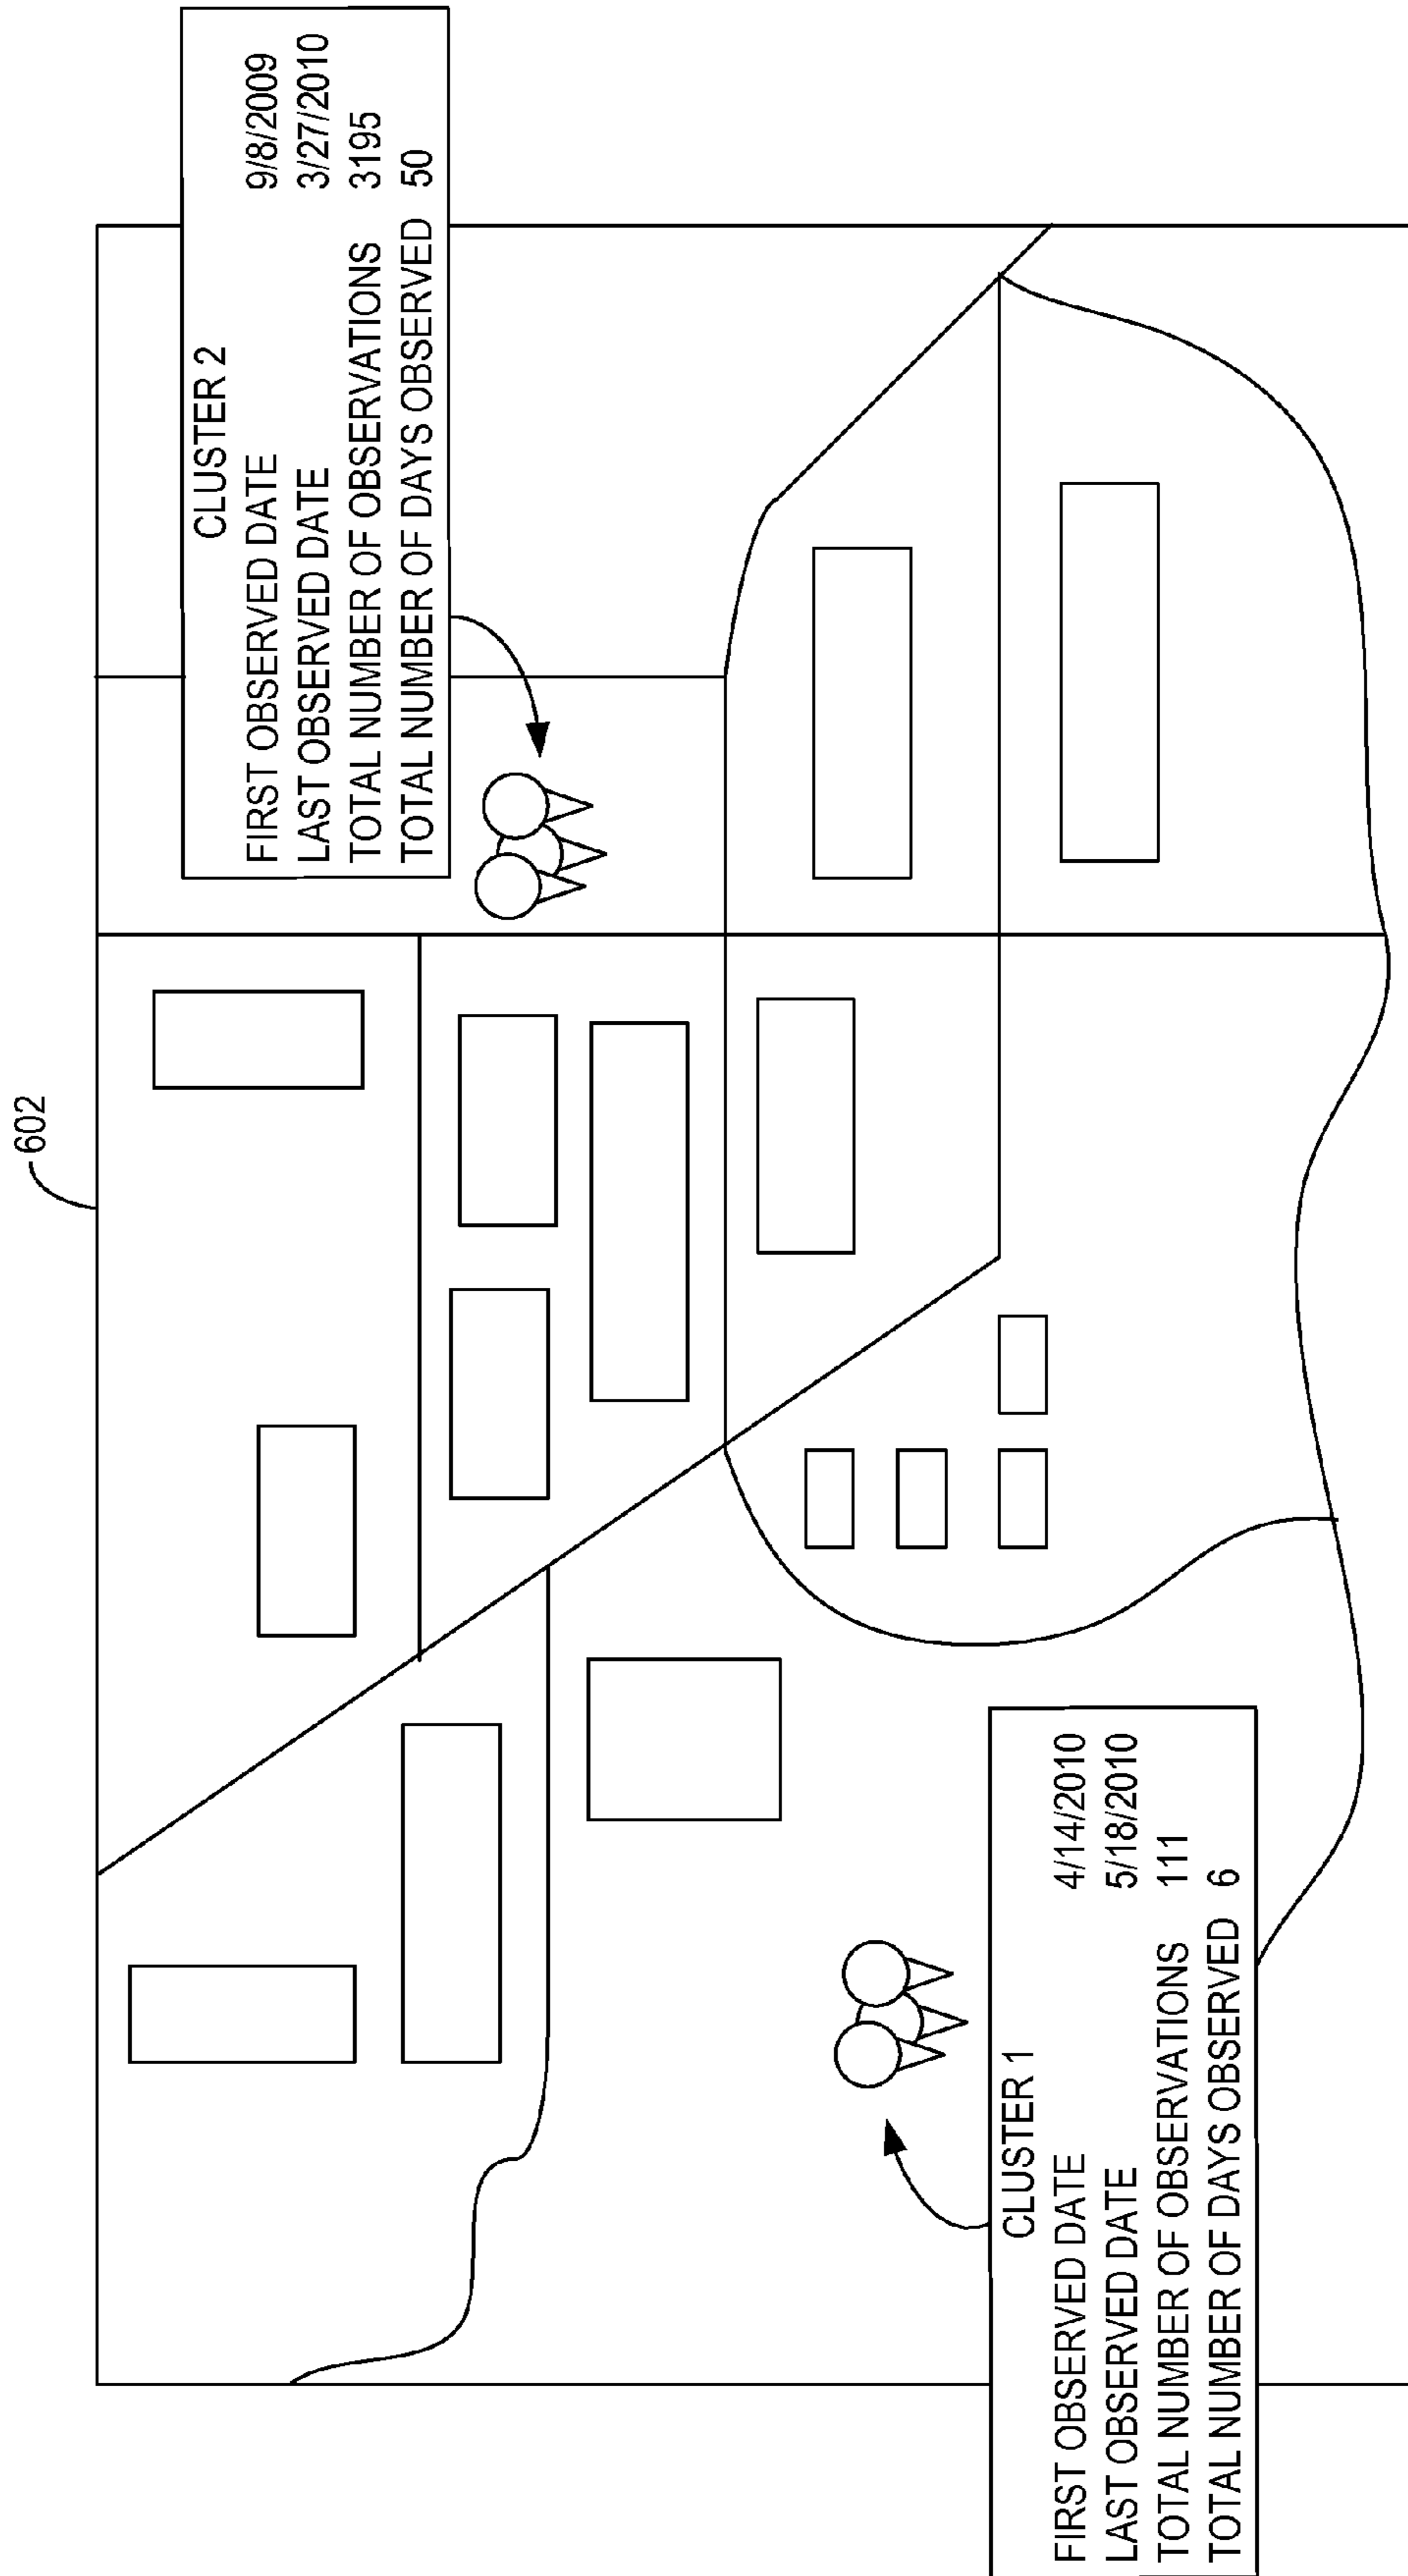 602
CLUSTER 2
FIRST OBSERVED DATE 9/8/2009
LAST OBSERVED DATE 3/27/2010
TOTAL NUMBER OF OBSERVATIONS 3195
TOTAL NUMBER OF DAYS OBSERVED 50
CLUSTER 1
FIRST OBSERVED DATE 4/14/2010
LAST OBSERVED DATE 5/18/2010
TOTAL NUMBER OF OBSERVATIONS 111
TOTAL NUMBER OF DAYS OBSERVED 6